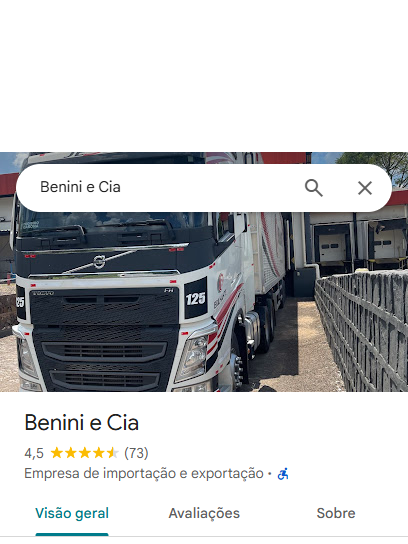 Benini e Cia
VOLVO
FH
125
125
Benini e Cia
4,5 (73)
Empresa de importação e exportação ·
Visão geral
Avaliações
Sobre